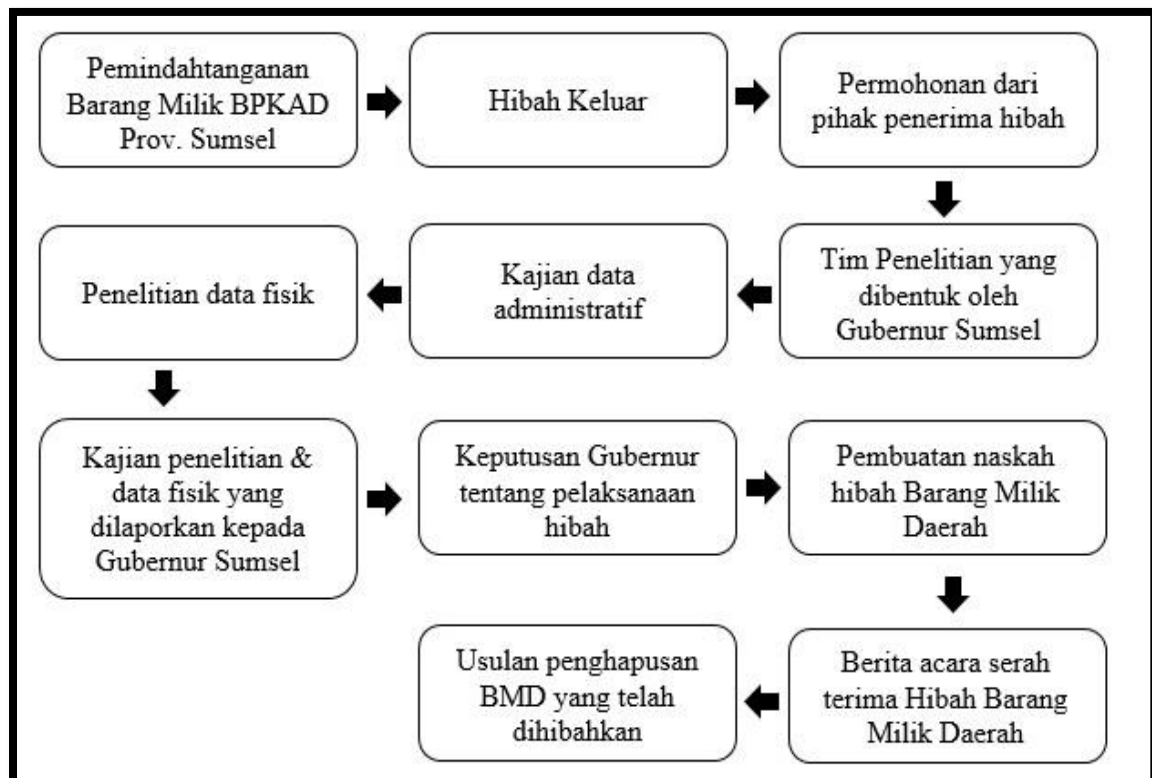 Pemindahtanganan
Barang Milik BPKAD
Prov. Sumsel
Hibah Keluar
Permohonan dari
pihak penerima hibah
Tim Penelitian yang
dibentuk oleh
Gubernur Sumsel
Kajian data
administratif
Penelitian data fisik
Kajian penelitian &
data fisik yang
dilaporkan kepada
Gubernur Sumsel
Keputusan Gubernur
tentang pelaksanaan
hibah
Pembuatan naskah
hibah Barang Milik
Daerah
Berita acara serah
terima Hibah Barang
Milik Daerah
Usulan penghapusan
BMD yang telah
dihibahkan